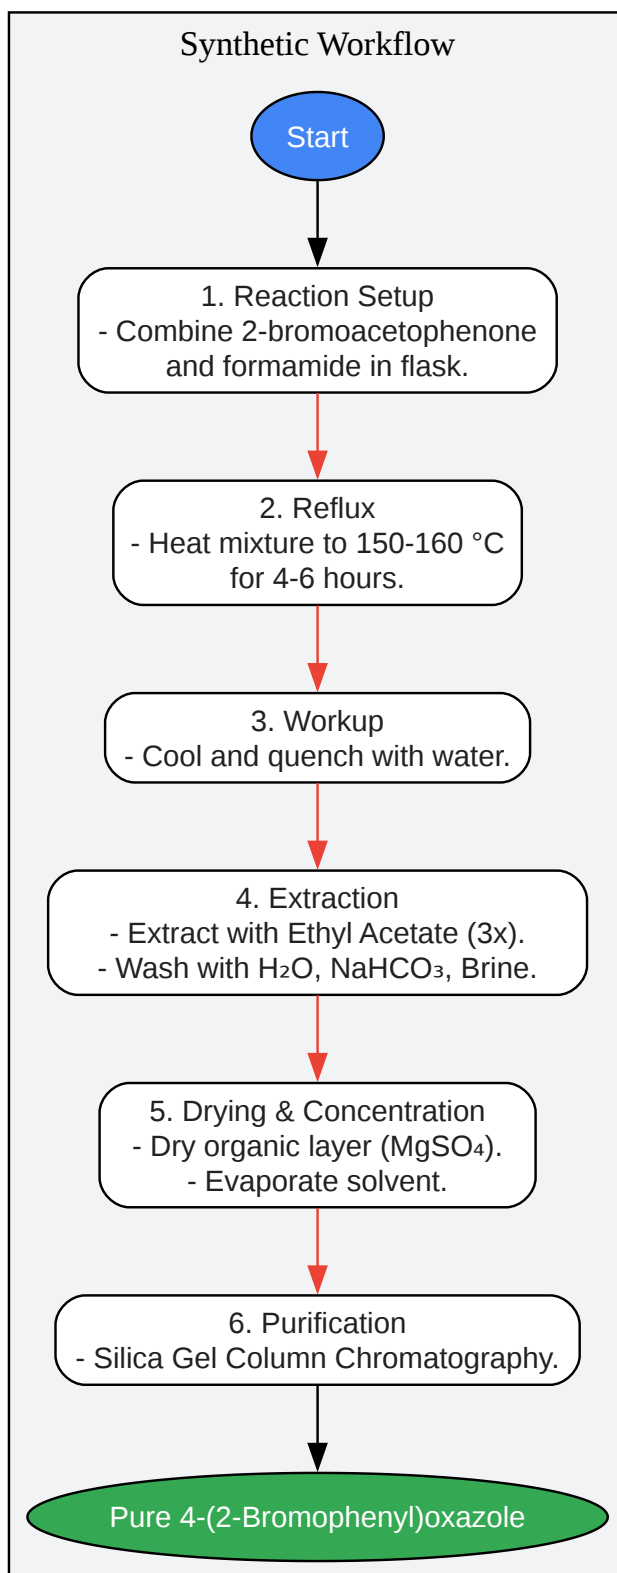 Synthetic Workflow
Start
1. Reaction Setup
- Combine 2-bromoacetophenone
and formamide in flask.
2. Reflux
- Heat mixture to 150-160 °C
for 4-6 hours.
3. Workup
- Cool and quench with water.
4. Extraction
- Extract with Ethyl Acetate (3x).
- Wash with H₂O, NaHCO₃, Brine.
5. Drying & Concentration
- Dry organic layer (MgSO₄).
- Evaporate solvent.
6. Purification
- Silica Gel Column Chromatography.
Pure 4-(2-Bromophenyl)oxazole